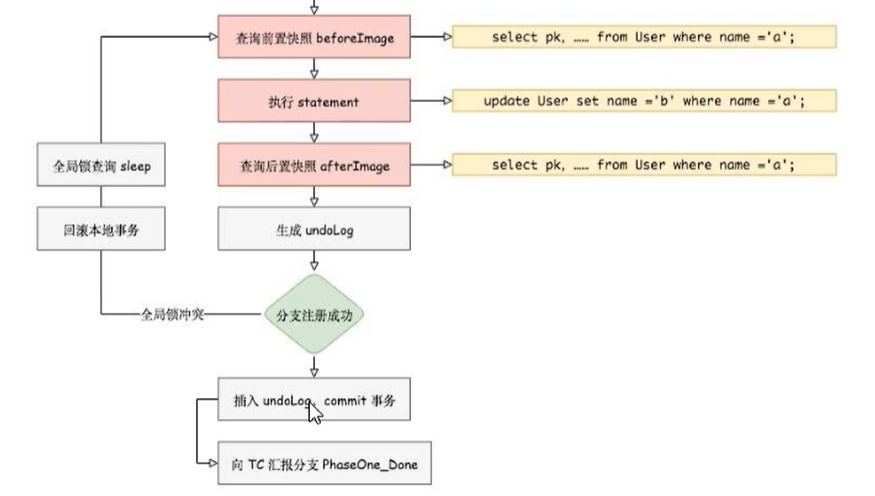 查询前置快照 beforeImage
select pk, …… from User where name ='a';
执行 statement
update User set name ='b' where name ='a';
全局锁查询 sleep
查询后置快照 afterImage
select pk, …… from User where name ='a';
回滚本地事务
生成 undoLog
全局锁冲突
分支注册成功
插入 undoLog、commit 事务
向 TC 汇报分支 PhaseOne_Done